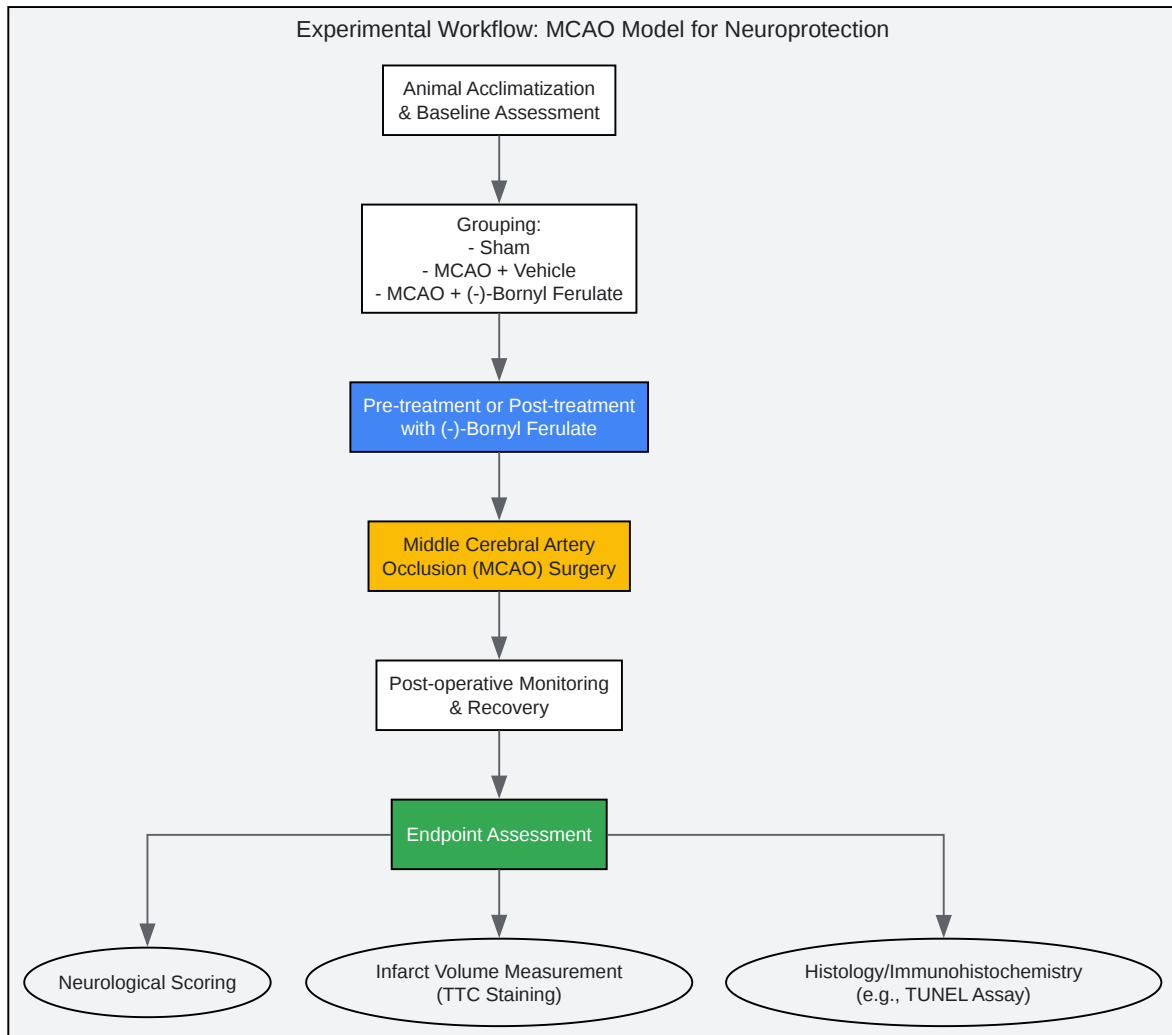 Experimental Workflow: MCAO Model for Neuroprotection
Animal Acclimatization
& Baseline Assessment
Grouping:
- Sham
- MCAO + Vehicle
- MCAO + (-)-Bornyl Ferulate
Pre-treatment or Post-treatment
with (-)-Bornyl Ferulate
Middle Cerebral Artery
Occlusion (MCAO) Surgery
Post-operative Monitoring
& Recovery
Endpoint Assessment
Neurological Scoring
Infarct Volume Measurement
(TTC Staining)
Histology/Immunohistochemistry
(e.g., TUNEL Assay)